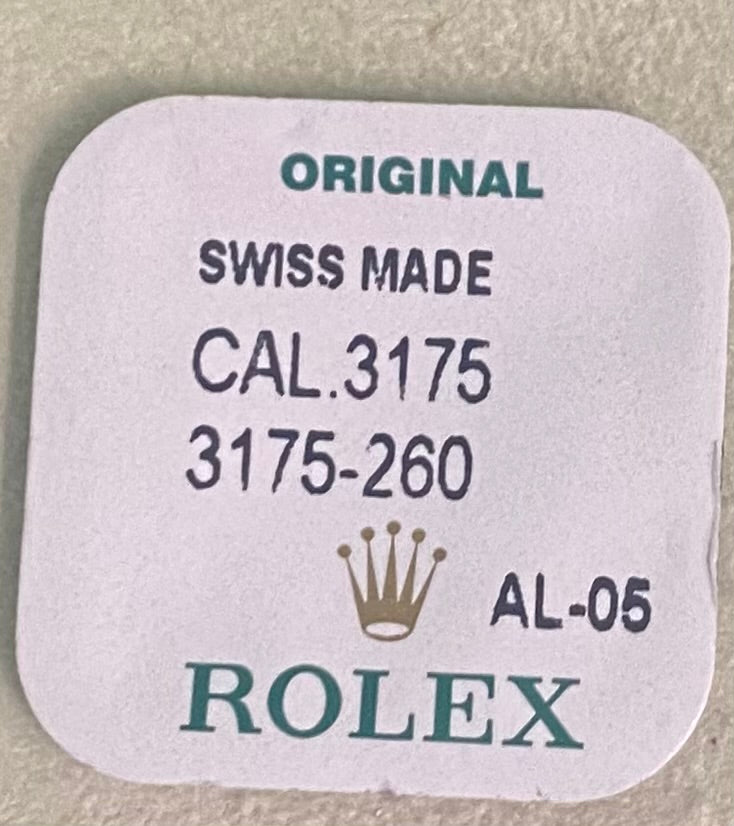 ORIGINAL
SWISS MADE
CAL.3175
3175-260
AL-05
ROLEX